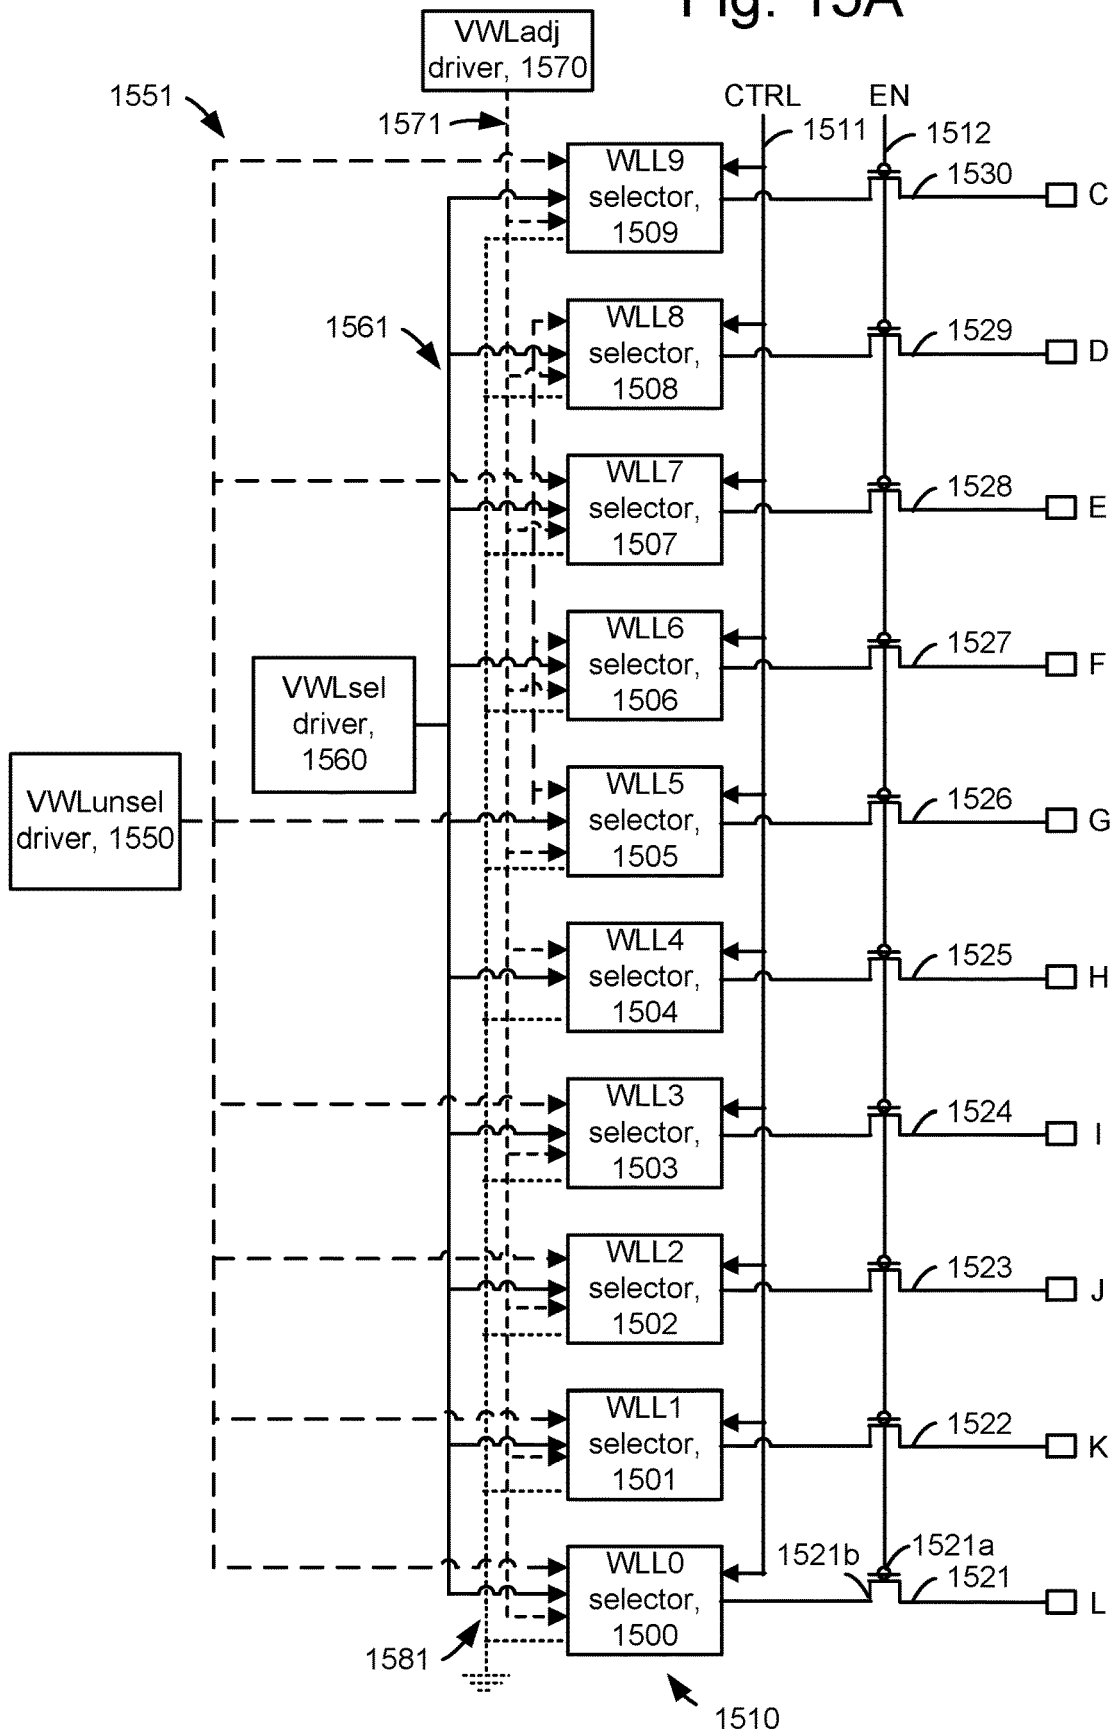 Fig. 15A
VWLadj
driver, 1570
1551
1571
CTRL
EN
1511
1512
WLL9
selector,
1509
1530
C
1561
WLL8
selector,
1508
1529
D
WLL7
selector,
1507
1528
E
WLL6
selector,
1506
1527
F
VWLsel
driver,
1560
VWLunsel
driver, 1550
WLL5
selector,
1505
1526
G
WLL4
selector,
1504
1525
H
WLL3
selector,
1503
1524
I
WLL2
selector,
1502
1523
J
WLL1
selector,
1501
1522
K
WLL0
selector,
1500
1521b
1521a
1521
L
1581
1510